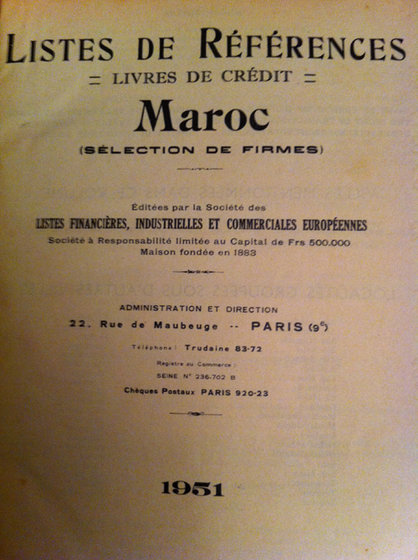 LISTES DE RÉFÉRENCES
= LIVRES DE CRÉDIT =
Maroc
(SÉLECTION DE FIRMES)
Éditées par la Société des
LISTES FINANCIÈRES, INDUSTRIELLES ET COMMERCIALES EUROPÉENNES
Société à Responsabilité limitée au Capital de Frs 500.000
Maison fondée en 1883
ADMINISTRATION ET DIRECTION
22. Rue de Maubeuge -- PARIS (9e)
Téléphone: Trudaine 83-72
Registre au Commerce:
SEINE N° 236-702 B
Chèques Postaux PARIS 920-23
1951